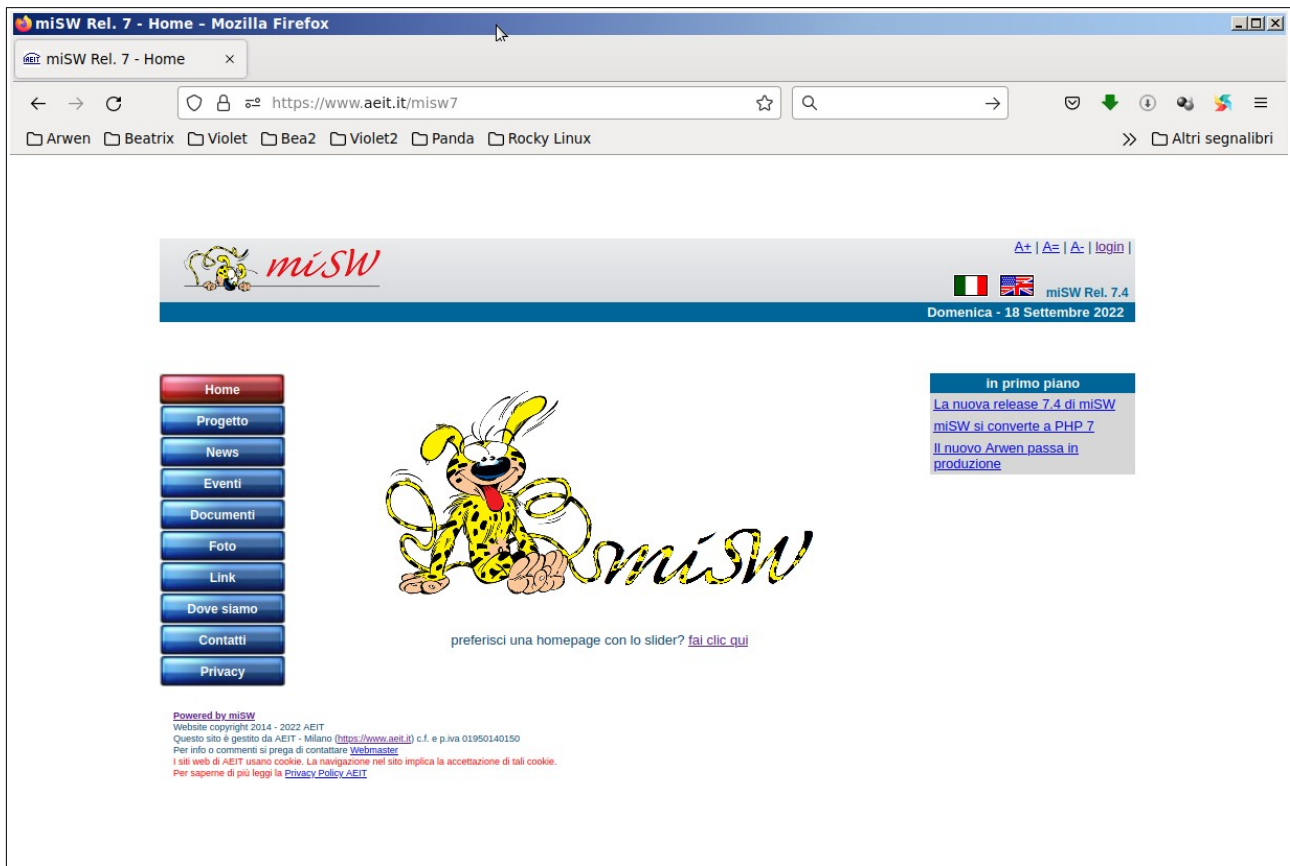 miSW Rel. 7 - Home – Mozilla Firefox
AEIT miSW Rel. 7 - Home ×
https://www.aeit.it/misw7
Arwen Beatrix Violet Bea2 Violet2 Panda Rocky Linux Altri segnalibri
A+ | A= | A- | login |
miSW
miSW Rel. 7.4
Domenica - 18 Settembre 2022
Home
Progetto
News
Eventi
Documenti
Foto
Link
Dove siamo
Contatti
Privacy
miSW
preferisci una homepage con lo slider? fai clic qui
in primo piano
La nuova release 7.4 di miSW
miSW si converte a PHP 7
Il nuovo Arwen passa in
produzione
Powered by miSW
Website copyright 2014 - 2022 AEIT
Questo sito è gestito da AEIT - Milano (https://www.aeit.it) c.f. e p.iva 01950140150
Per info o commenti si prega di contattare Webmaster
I siti web di AEIT usano cookie. La navigazione nel sito implica la accettazione di tali cookie.
Per saperne di più leggi la Privacy Policy AEIT